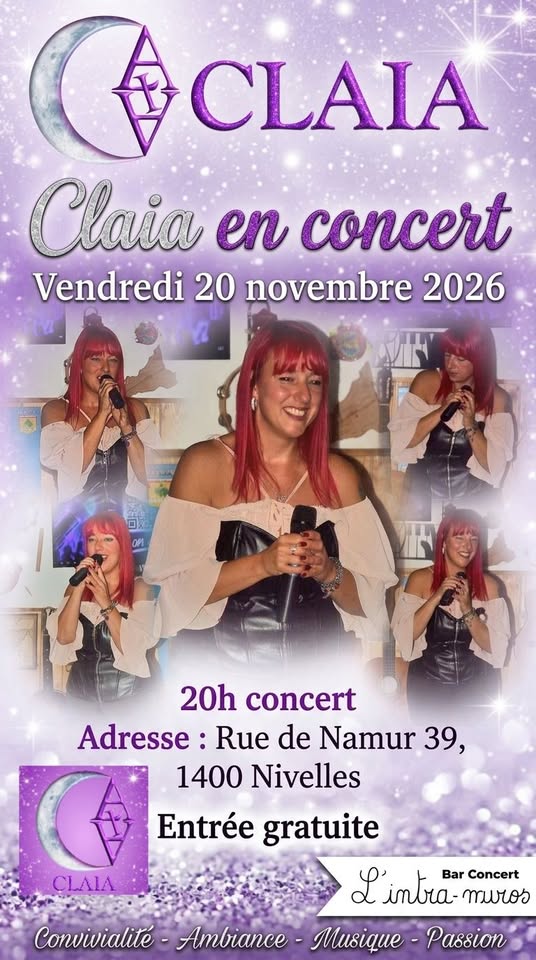 CLAIA
Claia en concert
Vendredi 20 novembre 2026
20h concert
Adresse : Rue de Namur 39,
1400 Nivelles
Entrée gratuite
CLAIA
Bar Concert
L'intra-muros
Convivialité - Ambiance - Musique - Passion